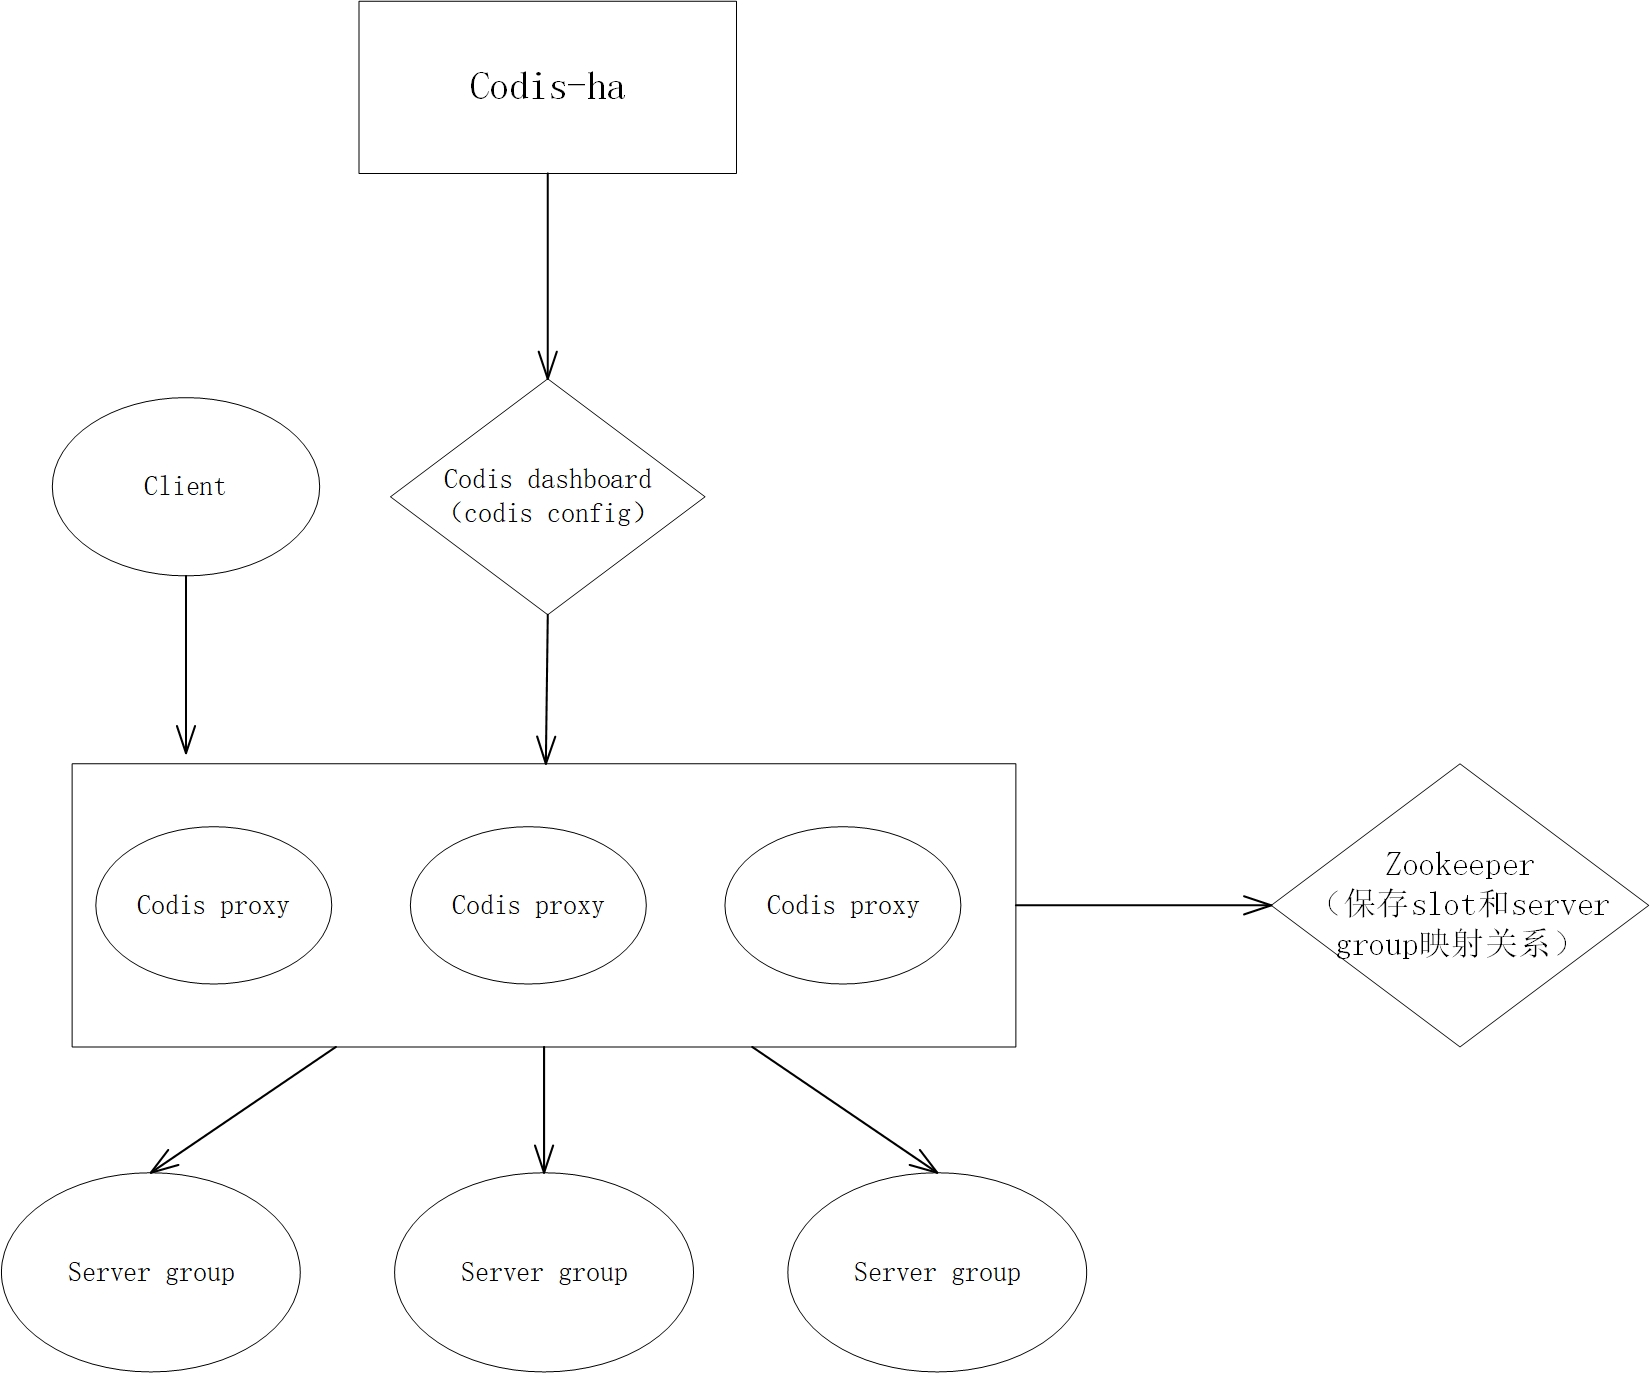 Codis-ha
Client
Codis dashboard
（codis config）
Codis proxy
Codis proxy
Codis proxy
Zookeeper
（保存slot和server
group映射关系）
Server group
Server group
Server group